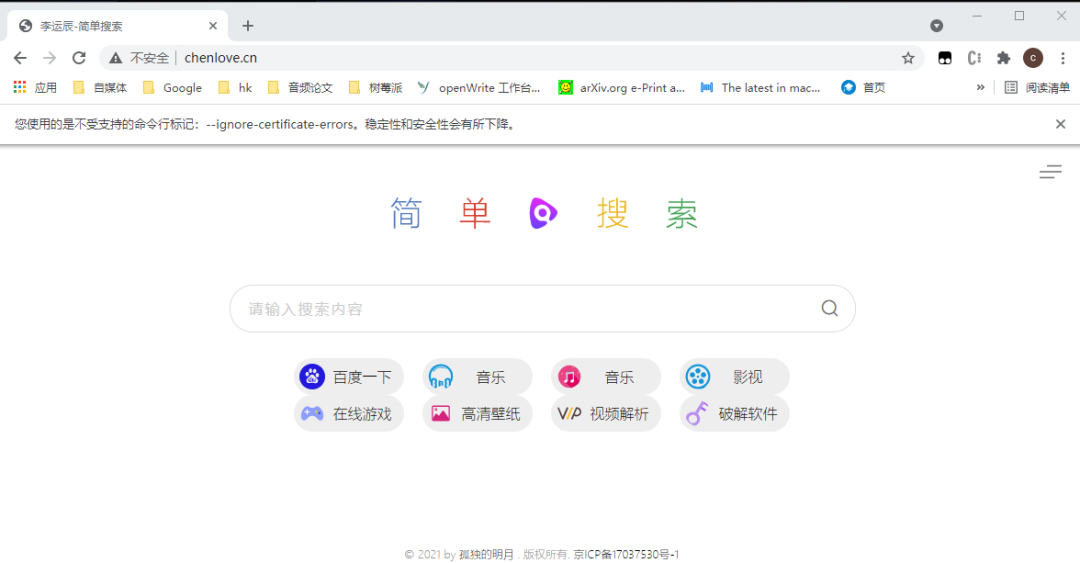 李运辰-简单搜索
不安全 chenlove.cn
应用 自媒体 Google hk 音频论文 树莓派 openWrite 工作台... arXiv.org e-Print a... The latest in mac... 首页 » 阅读清单
您使用的是不受支持的命令行标记：--ignore-certificate-errors。稳定性和安全性会有所下降。
简 单 搜 索
请输入搜索内容
百度一下 音乐 音乐 影视
在线游戏 高清壁纸 VIP 视频解析 破解软件
© 2021 by 孤独的明月 . 版权所有. 京ICP备17037530号-1